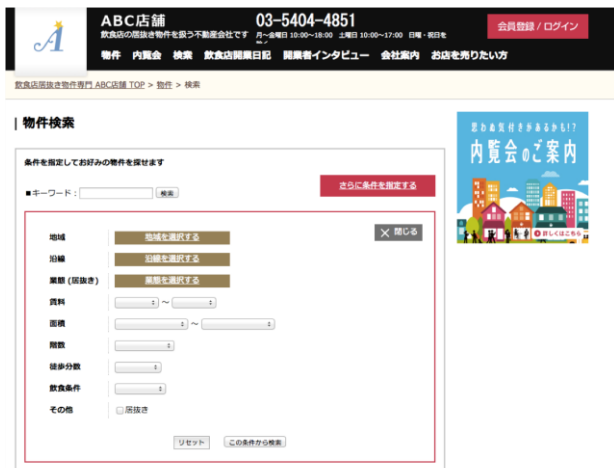 ABC店舗
飲食店の居抜き物件を扱う不動産会社です
03-5404-4851
月～金曜日 10:00～18:00 土曜日 10:00～17:00 日曜・祝日を
会員登録 / ログイン
物件 内覧会 検索 飲食店開業日記 開業者インタビュー 会社案内 お店を売りたい方
飲食店居抜き物件専門 ABC店舗 TOP > 物件 > 検索
物件検索
条件を指定してお好みの物件を探せます
■キーワード： 検索
さらに条件を指定する
× 閉じる
地域 地域を選択する
沿線 沿線を選択する
業態 (居抜き) 業態を選択する
賃料 ～
面積 ～
階数
徒歩分数
飲食条件
その他 居抜き
リセット この条件から検索
思わぬ気付きがあるかも!?
内覧会のご案内
詳しくはこちら